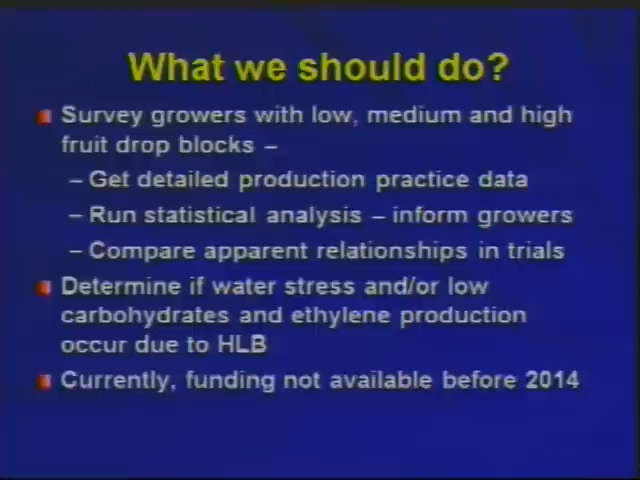 What we should do?
Survey growers with low, medium and high
fruit drop blocks –
– Get detailed production practice data
– Run statistical analysis – inform growers
– Compare apparent relationships in trials
Determine if water stress and/or low
carbohydrates and ethylene production
occur due to HLB
Currently, funding not available before 2014